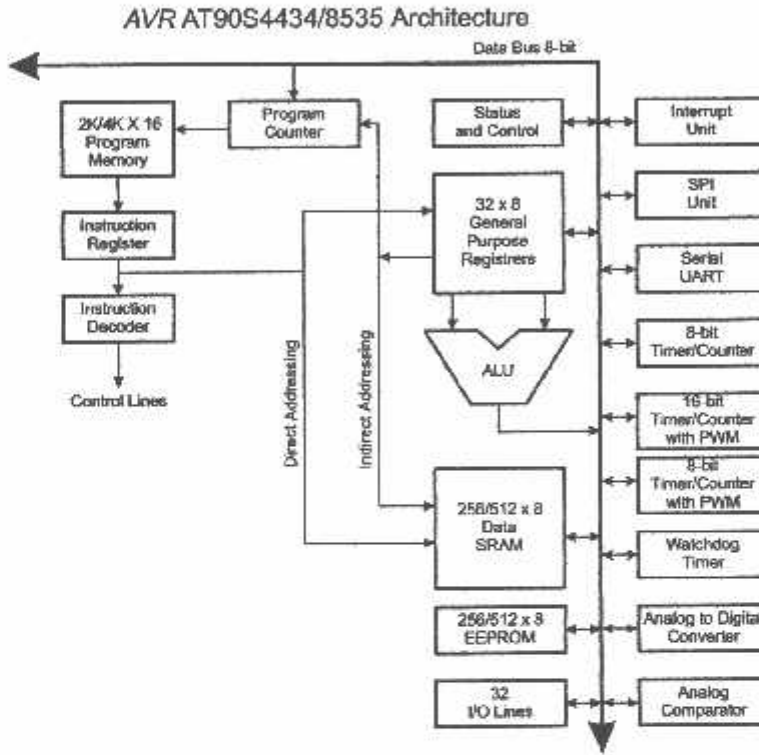 AVR AT90S4434/8535 Architecture
Data Bus 8-bit
2K/4K X 16
Program
Memory
Program
Counter
Status
and Control
Interrupt
Unit
32 x 8
General
Purpose
Registrers
SPI
Unit
Instruction
Register
Serial
UART
Instruction
Decoder
8-bit
Timer/Counter
ALU
Control Lines
Direct Addressing
Indirect Addressing
16-bit
Timer/Counter
with PWM
8-bit
Timer/Counter
with PWM
256/512 x 8
Data
SRAM
Watchdog
Timer
256/512 x 8
EEPROM
Analog to Digital
Converter
32
I/O Lines
Analog
Comparator